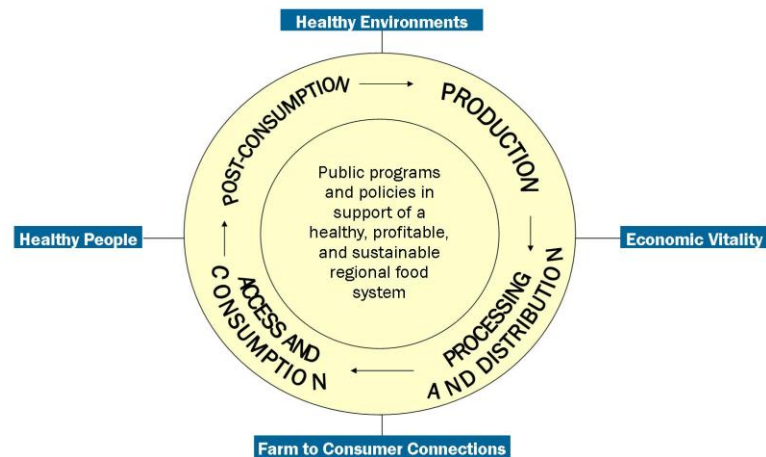 Healthy Environments
POST-CONSUMPTION
PRODUCTION
Public programs
and policies in
support of a
healthy, profitable,
and sustainable
regional food
system
Healthy People
Economic Vitality
ACCESS AND
CONSUMPTION
PROCESSING
AND DISTRIBUTION
Farm to Consumer Connections